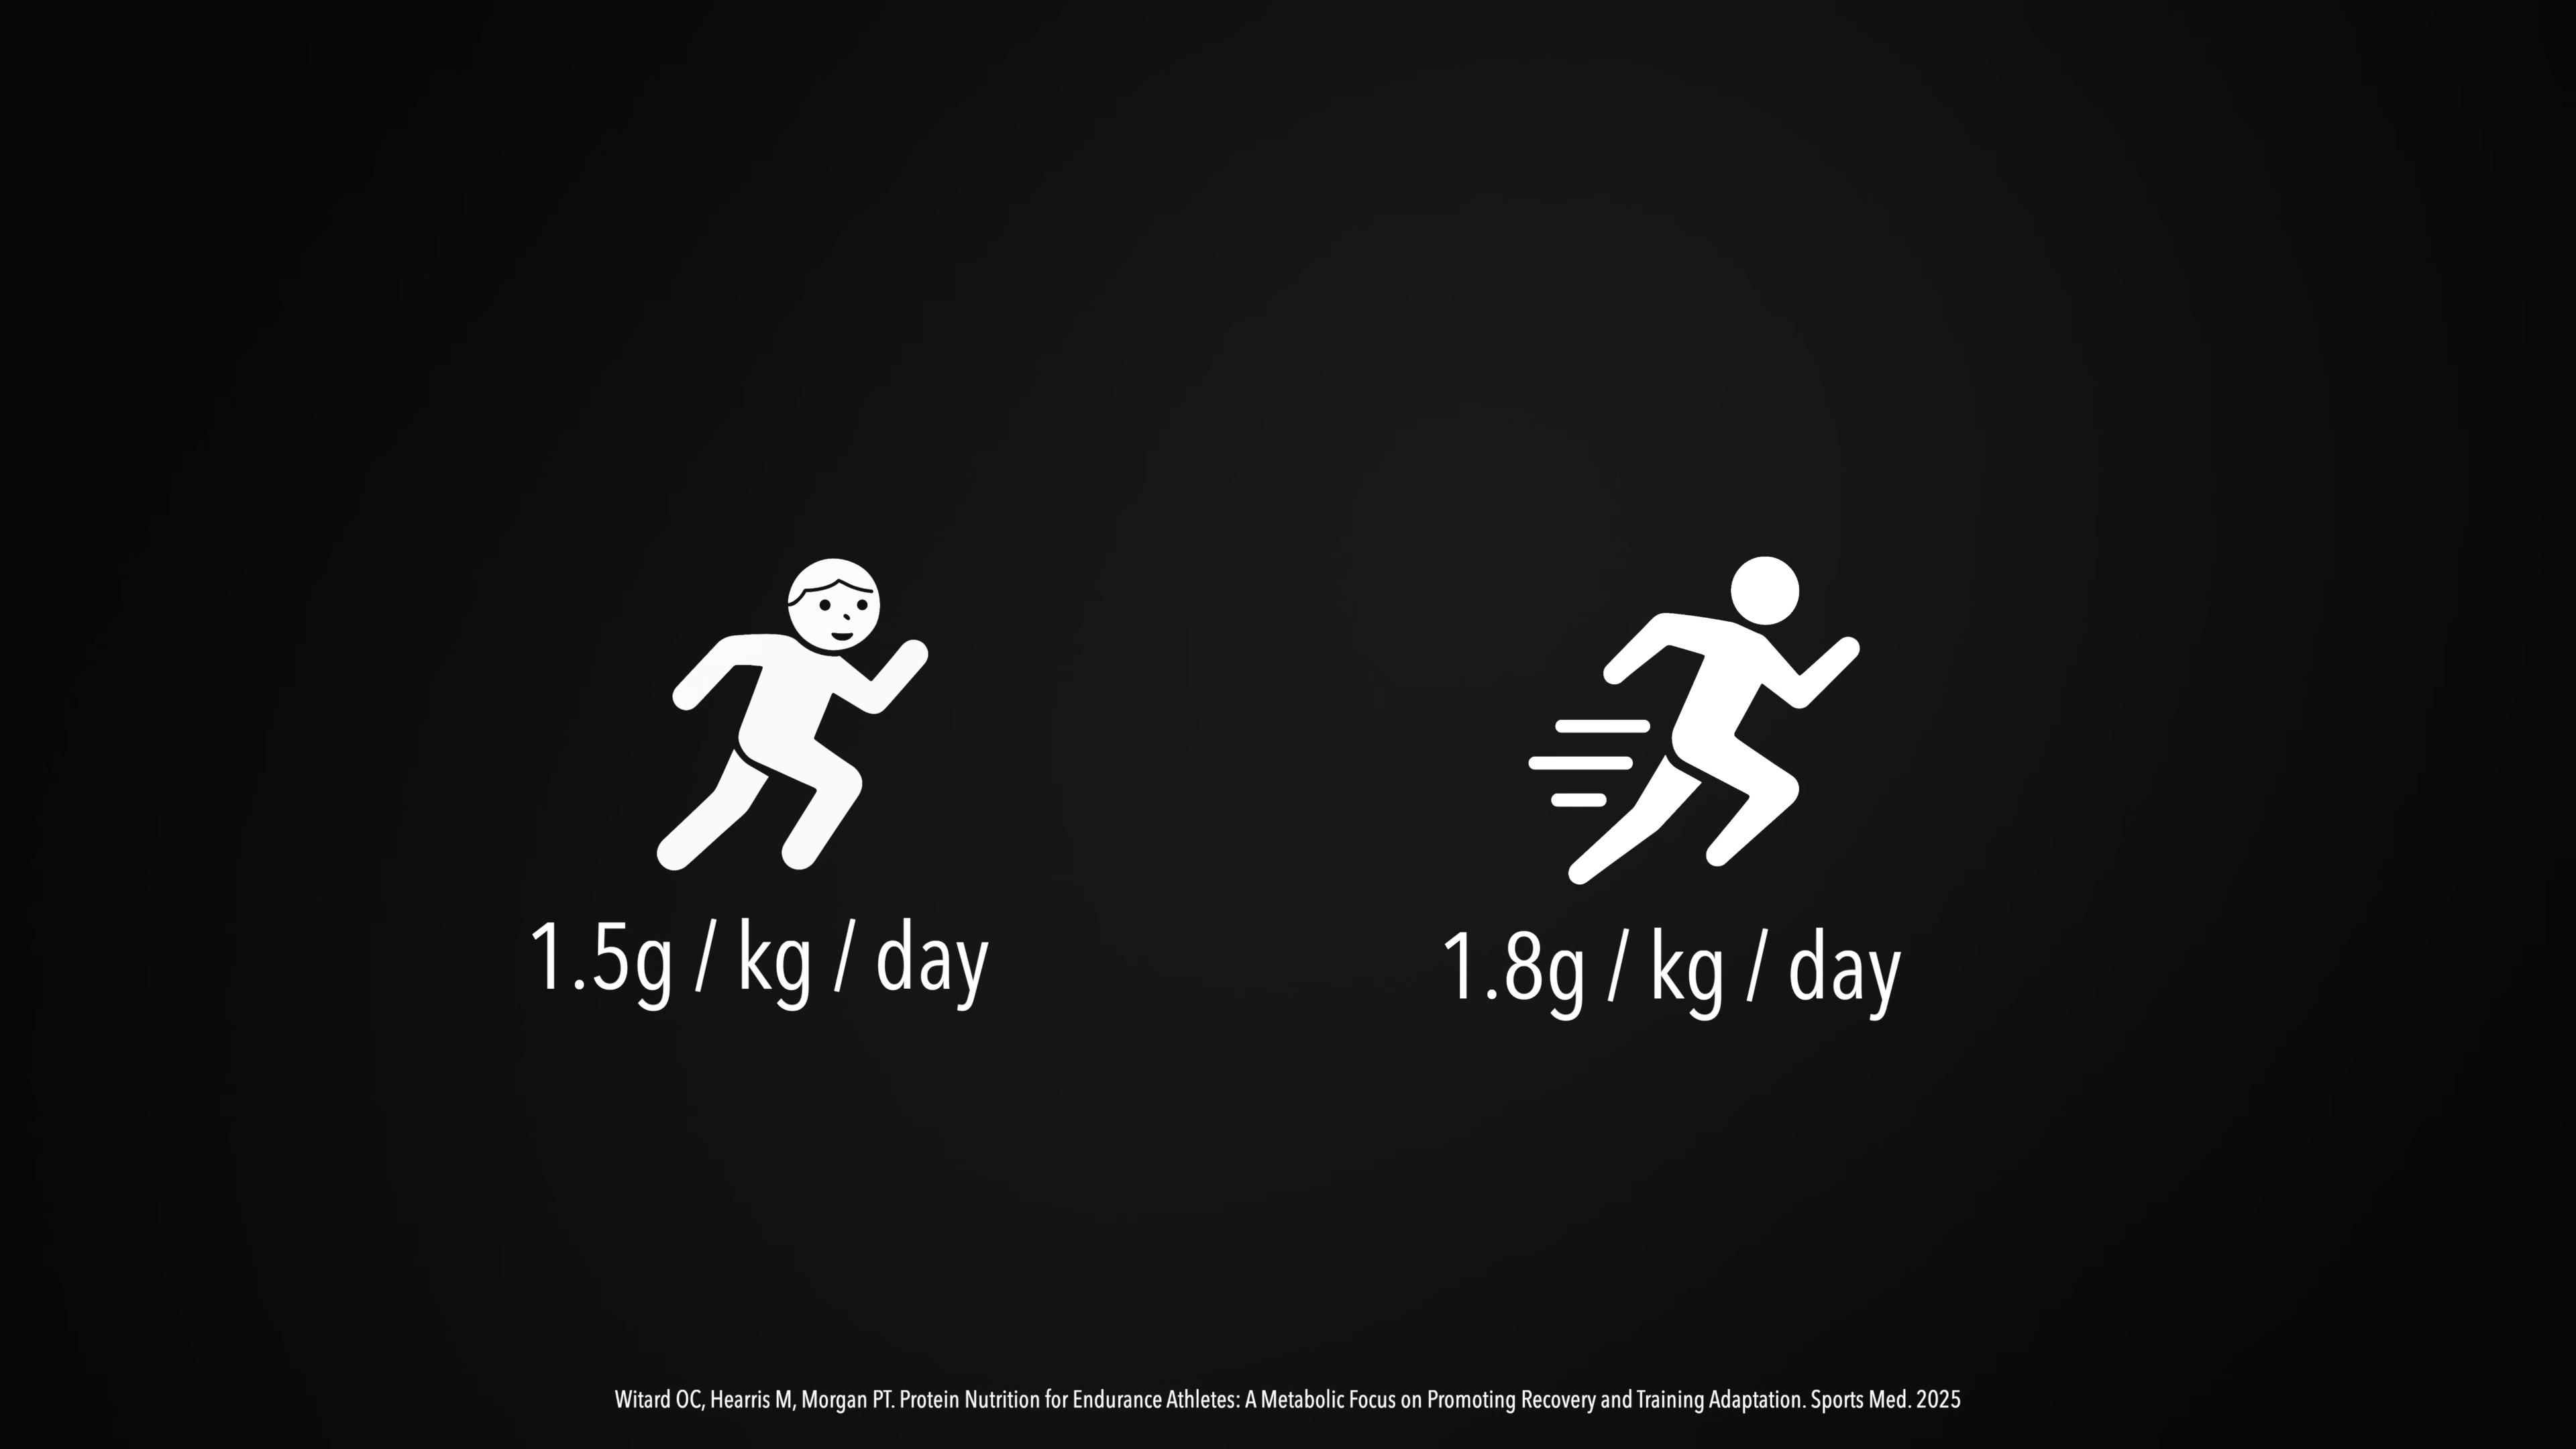 1.5g / kg / day
1.8g / kg / day
Witard OC, Hearris M, Morgan PT. Protein Nutrition for Endurance Athletes: A Metabolic Focus on Promoting Recovery and Training Adaptation. Sports Med. 2025